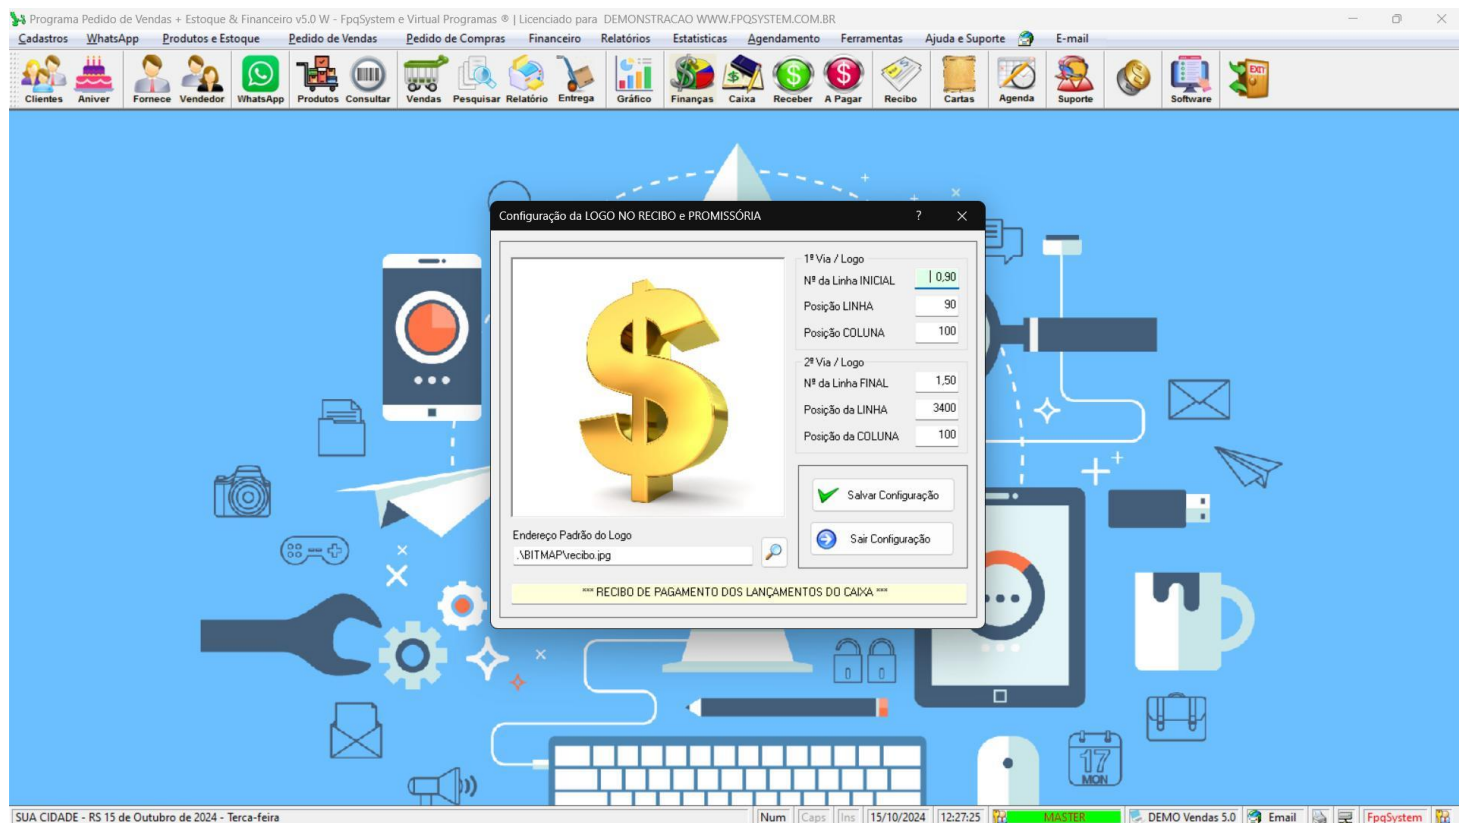 Programa Pedido de Vendas + Estoque & Financeiro v5.0 W - FpqSystem e Virtual Programas ® | Licenciado para DEMONSTRACAO WWW.FPQSYSTEM.COM.BR
Cadastros WhatsApp Produtos e Estoque Pedido de Vendas Pedido de Compras Financeiro Relatórios Estatisticas Agendamento Ferramentas Ajuda e Suporte E-mail
Clientes Aniver Fornece Vendedor WhatsApp Produtos Consultar Vendas Pesquisar Relatório Entrega Gráfico Finanças Caixa Receber A Pagar Recibo Cartas Agenda Suporte Software EXIT
Configuração da LOGO NO RECIBO e PROMISSÓRIA ?
1ª Via / Logo
Nª da Linha INICIAL 0,90
Posição LINHA 90
Posição COLUNA 100
2ª Via / Logo
Nª da Linha FINAL 1,50
Posição da LINHA 3400
Posição da COLUNA 100
Salvar Configuração
Sair Configuração
Endereço Padrão do Logo
.\BITMAP\recibo.jpg
*** RECIBO DE PAGAMENTO DOS LANÇAMENTOS DO CAIXA ***
17
MON
SUA CIDADE - RS 15 de Outubro de 2024 - Terca-feira Num Caps Ins 15/10/2024 12:27:25 MASTER DEMO Vendas 5.0 Email FpqSystem